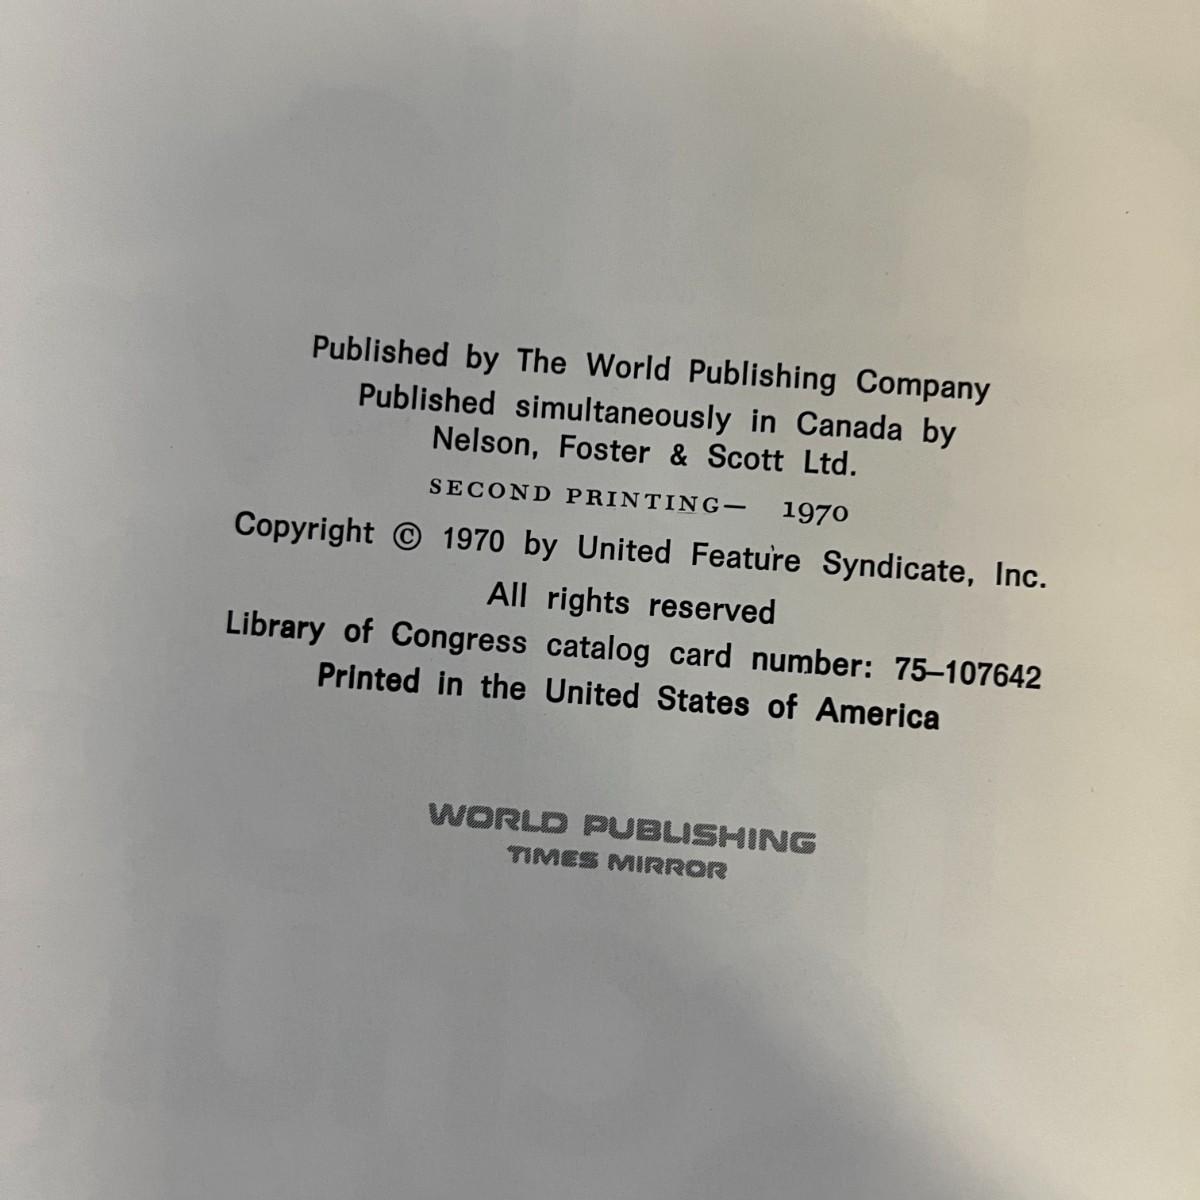 Published by The World Publishing Company
Published simultaneously in Canada by
Nelson, Foster & Scott Ltd.
SECOND PRINTING— 1970
Copyright © 1970 by United Feature Syndicate, Inc.
All rights reserved
Library of Congress catalog card number: 75–107642
Printed in the United States of America
WORLD PUBLISHING
TIMES MIRROR